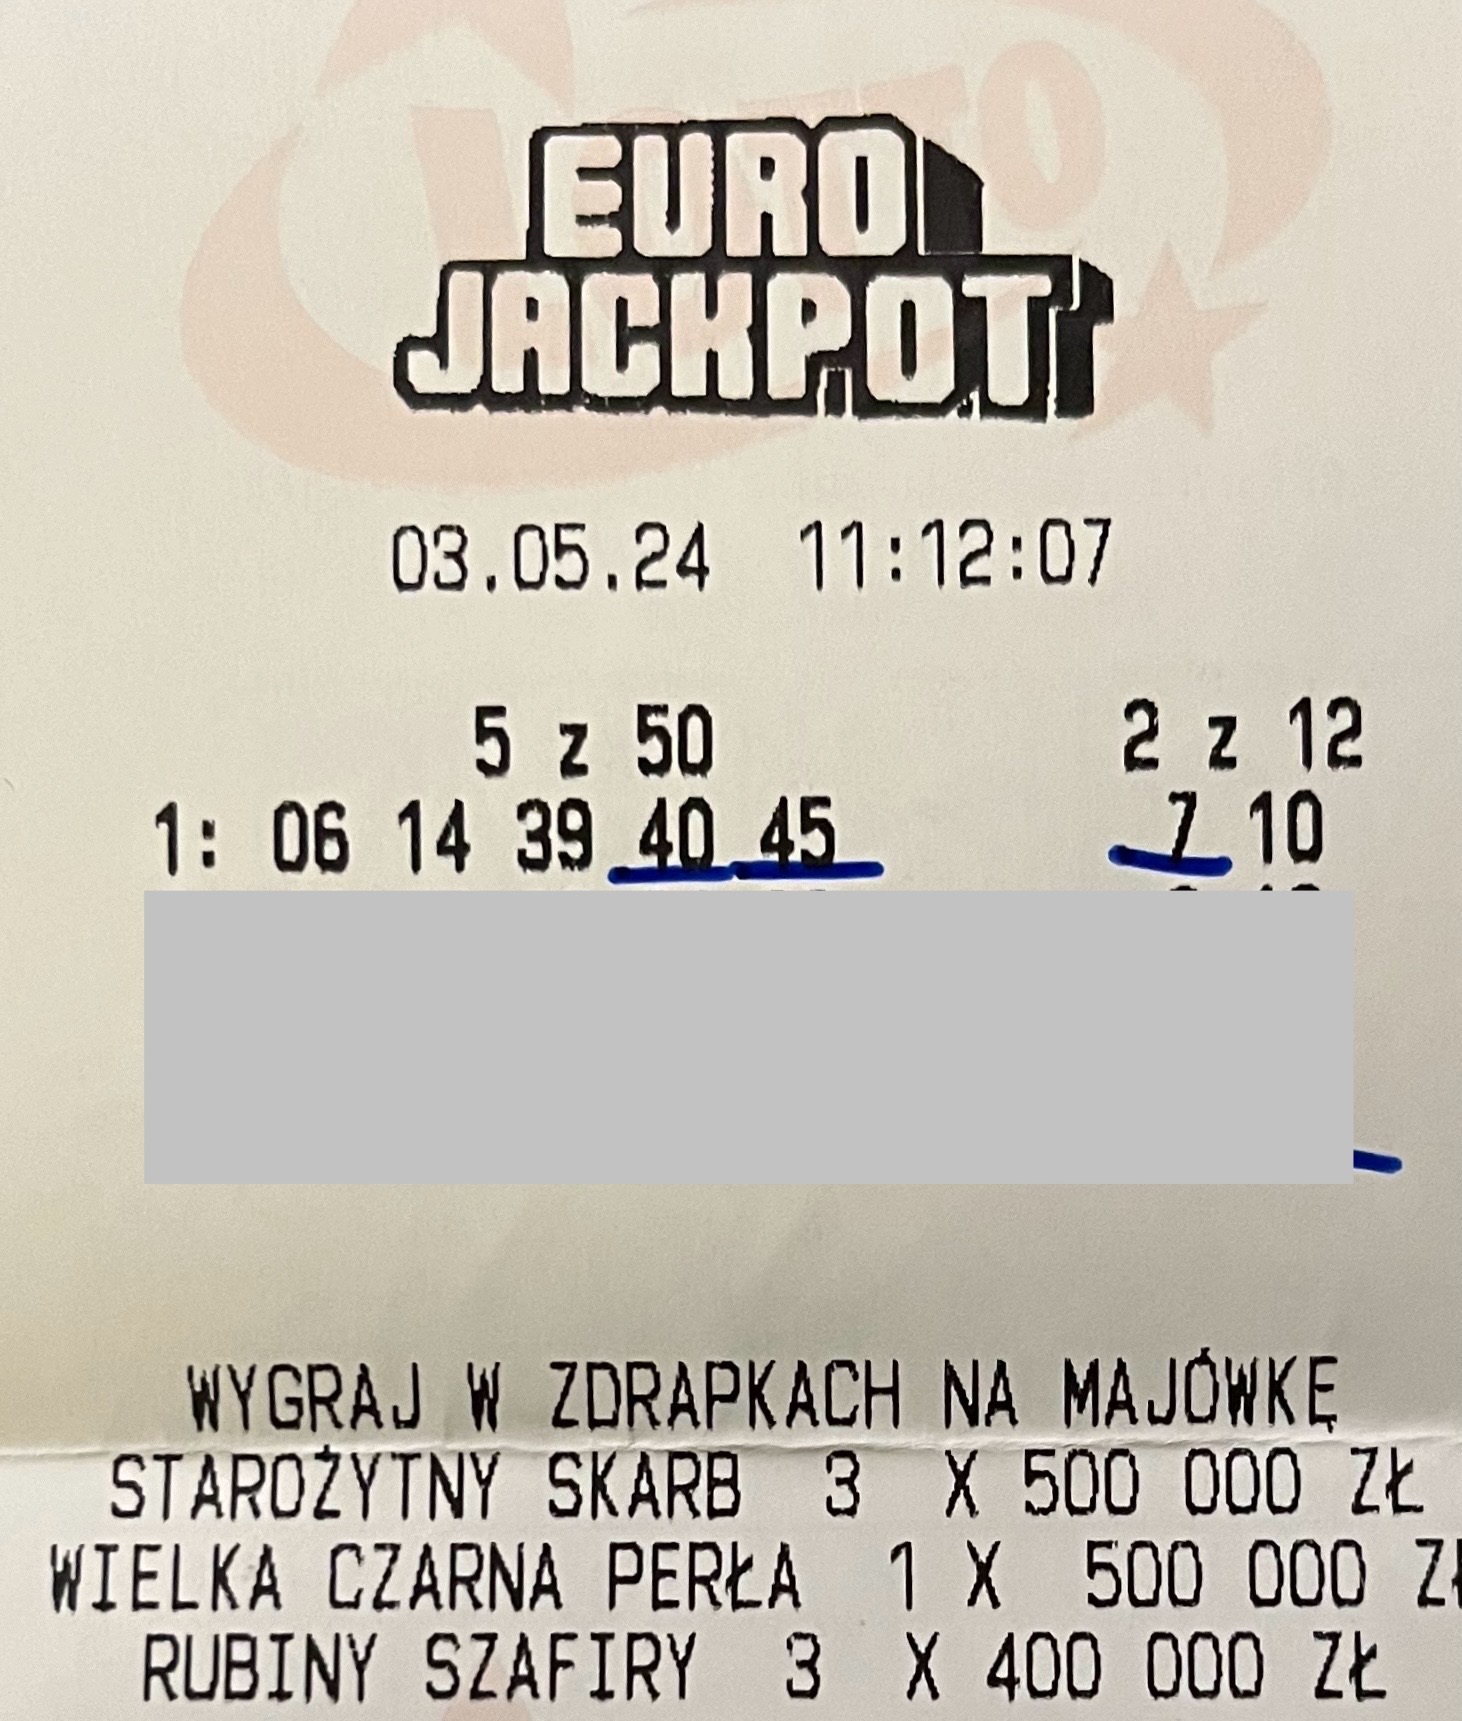 EURO
JACKPOT
03.05.24 11:12:07
5 z 50 2 z 12
1: 06 14 39 40 45 7 10
WYGRAJ W ZDRAPKACH NA MAJÓWKĘ
STAROŻYTNY SKARB 3 X 500 000 ZŁ
WIELKA CZARNA PERŁA 1 X 500 000 ZŁ
RUBINY SZAFIRY 3 X 400 000 ZŁ